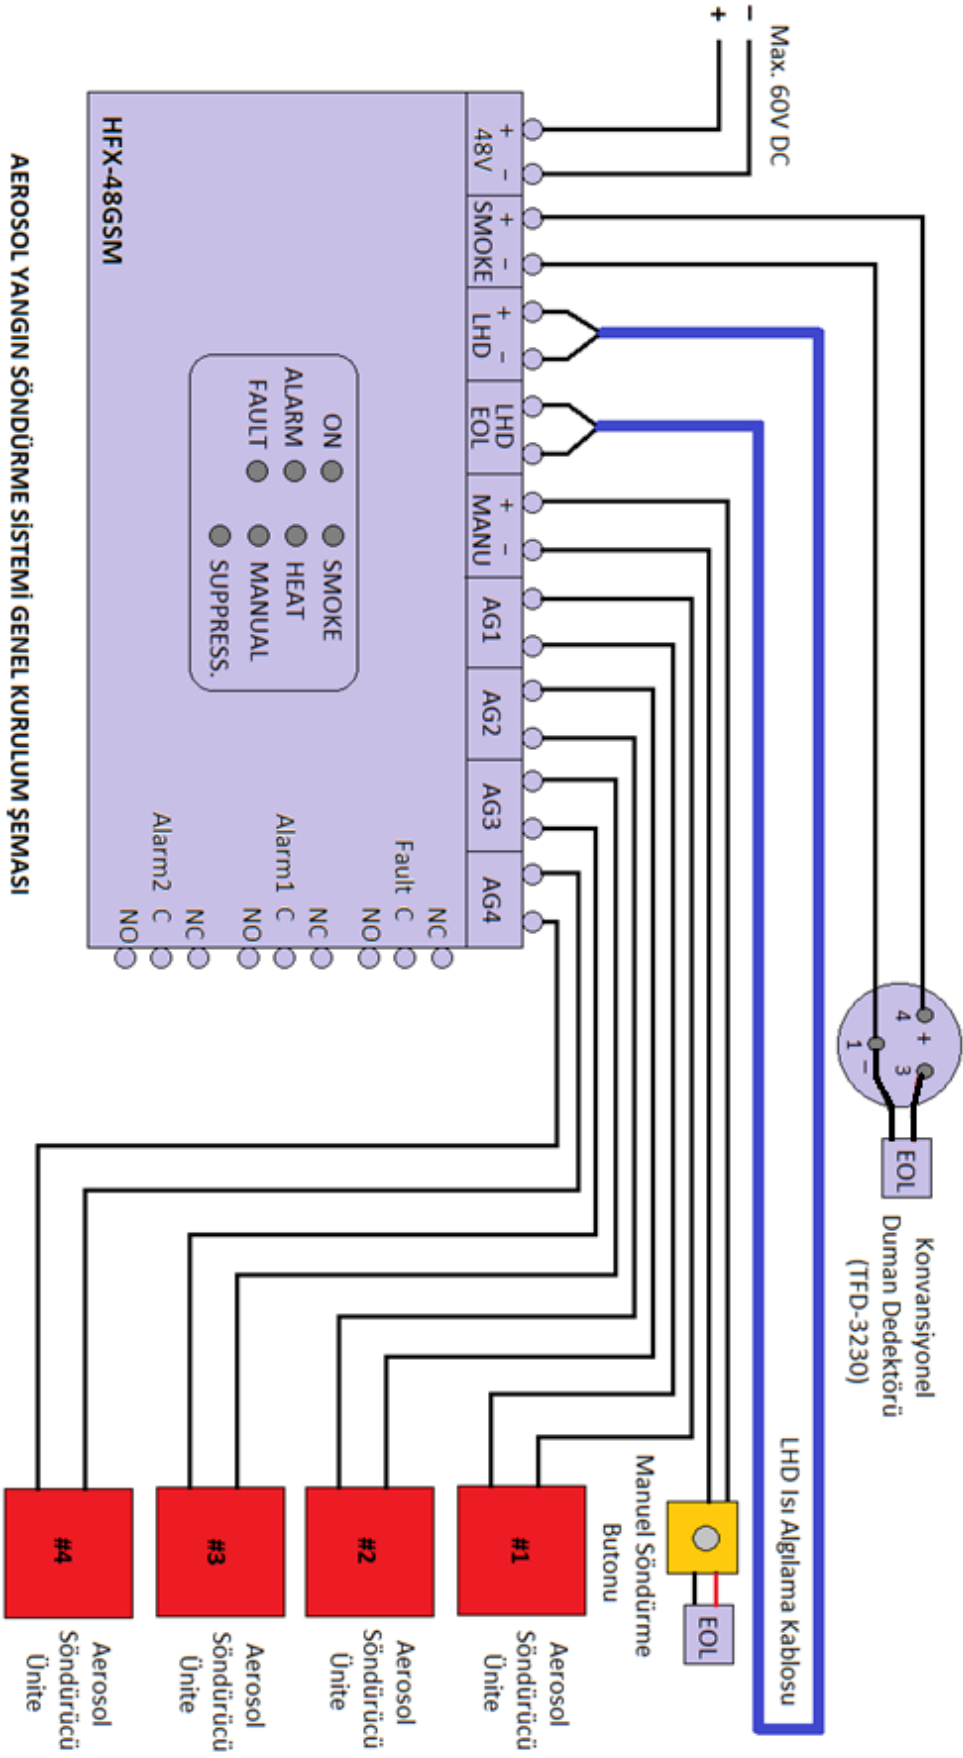 Max. 60V DC
− +
Konvansiyonel
Duman Dedektörü
(TFD-3230)
4 + 3
1 −
EOL
LHD Isı Algılama Kablosu
EOL
Manuel Söndürme
Butonu
+ −
48V
+ −
SMOKE
+ −
LHD
LHD
EOL
+ −
MANU
AG1
AG2
AG3
AG4
ON
ALARM
FAULT
SMOKE
HEAT
MANUAL
SUPPRESS.
NC
Fault C
NO
NC
Alarm1 C
NO
NC
Alarm2 C
NO
HFX-48GSM
#1
Aerosol
Söndürücü
Ünite
#2
Aerosol
Söndürücü
Ünite
#3
Aerosol
Söndürücü
Ünite
#4
Aerosol
Söndürücü
Ünite
AEROSOL YANGIN SÖNDÜRME SİSTEMİ GENEL KURULUM ŞEMASI